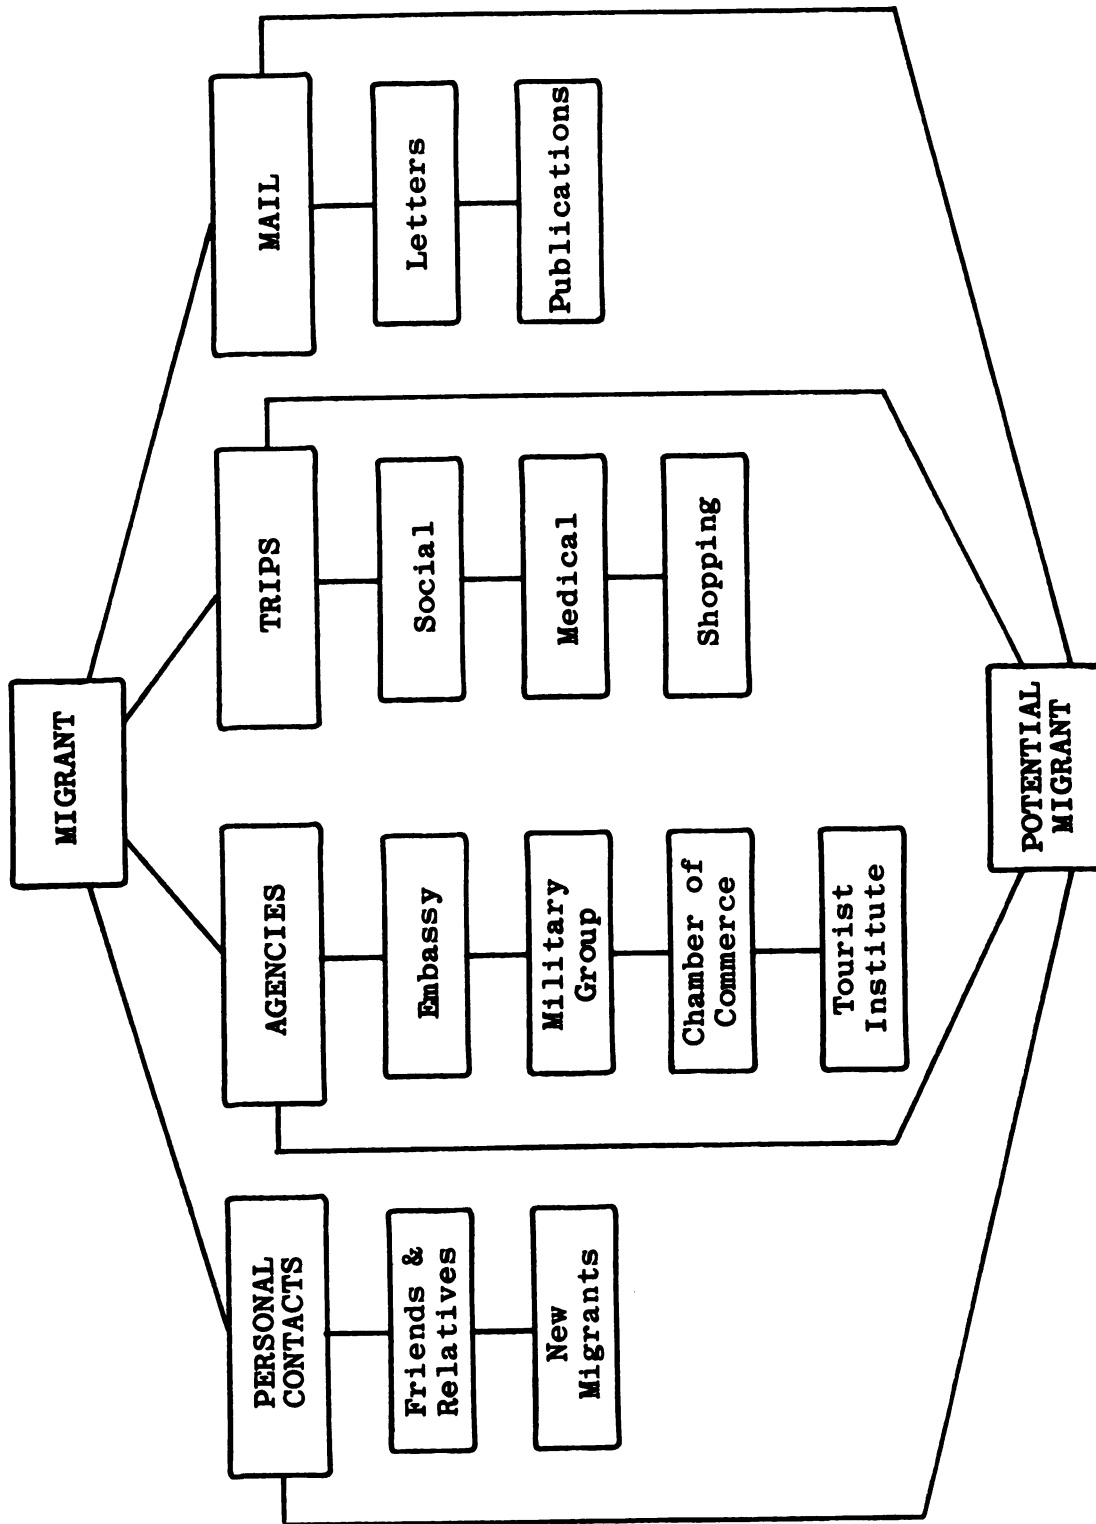 MIGRANT
PERSONAL
CONTACTS
Friends &
Relatives
New
Migrants
AGENCIES
Embassy
Military
Group
Chamber of
Commerce
Tourist
Institute
TRIPS
Social
Medical
Shopping
MAIL
Letters
Publications
POTENTIAL
MIGRANT